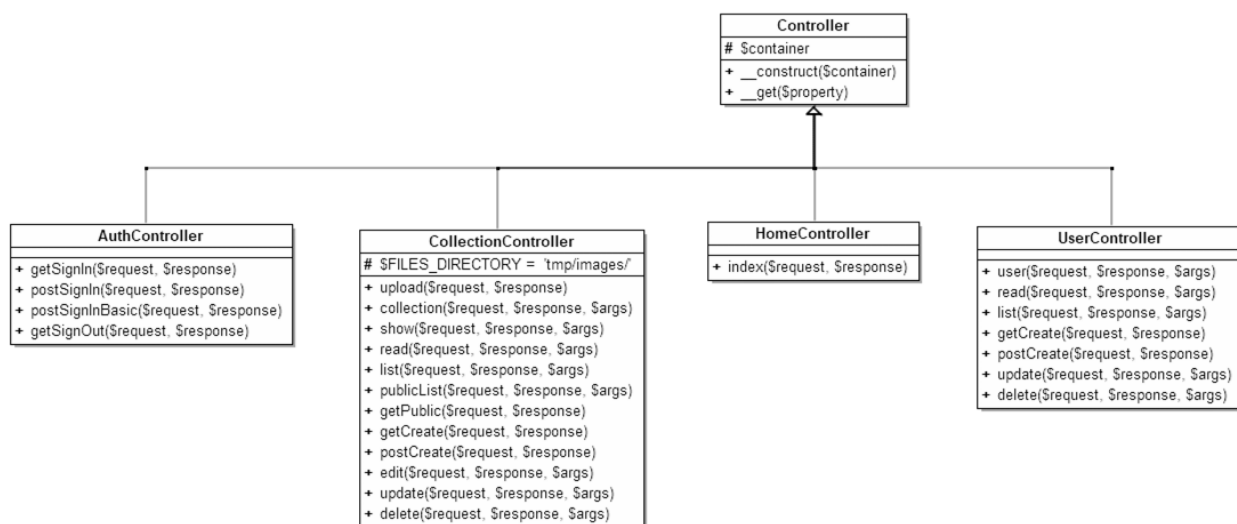 Controller
# $container
+ __construct($container)
+ __get($property)
AuthController
+ getSignIn($request, $response)
+ postSignIn($request, $response)
+ postSignInBasic($request, $response)
+ getSignOut($request, $response)
CollectionController
# $FILES_DIRECTORY = 'tmp/images/'
+ upload($request, $response)
+ collection($request, $response, $args)
+ show($request, $response, $args)
+ read($request, $response, $args)
+ list($request, $response, $args)
+ publicList($request, $response, $args)
+ getPublic($request, $response)
+ getCreate($request, $response)
+ postCreate($request, $response)
+ edit($request, $response, $args)
+ update($request, $response, $args)
+ delete($request, $response, $args)
HomeController
+ index($request, $response)
UserController
+ user($request, $response, $args)
+ read($request, $response, $args)
+ list($request, $response, $args)
+ getCreate($request, $response)
+ postCreate($request, $response)
+ update($request, $response, $args)
+ delete($request, $response, $args)